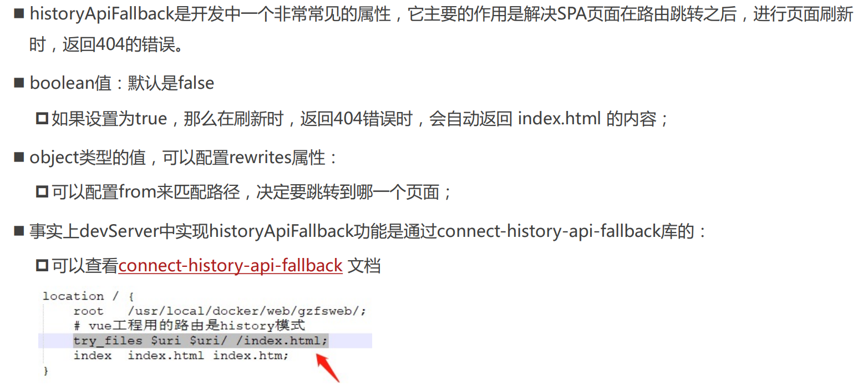 ■ historyApiFallback是开发中一个非常常见的属性，它主要的作用是解决SPA页面在路由跳转之后，进行页面刷新
时，返回404的错误。
■ boolean值：默认是false
如果设置为true，那么在刷新时，返回404错误时，会自动返回 index.html 的内容；
■ object类型的值，可以配置rewrites属性：
可以配置from来匹配路径，决定要跳转到哪一个页面；
■ 事实上devServer中实现historyApiFallback功能是通过connect-history-api-fallback库的：
可以查看connect-history-api-fallback 文档
location / {
root /usr/local/docker/web/gzfsweb/;
# vue工程用的路由是history模式
try_files $uri $uri/ /index.html;
index index.html index.htm;
}